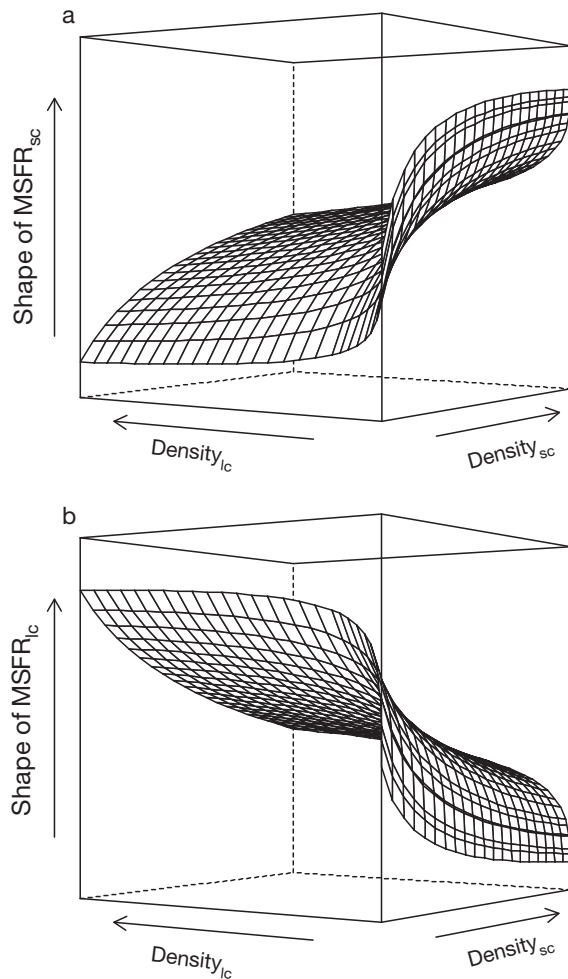 a
Shape of MSFRsc
Densitylc
Densitysc
b
Shape of MSFRlc
Densitylc
Densitysc